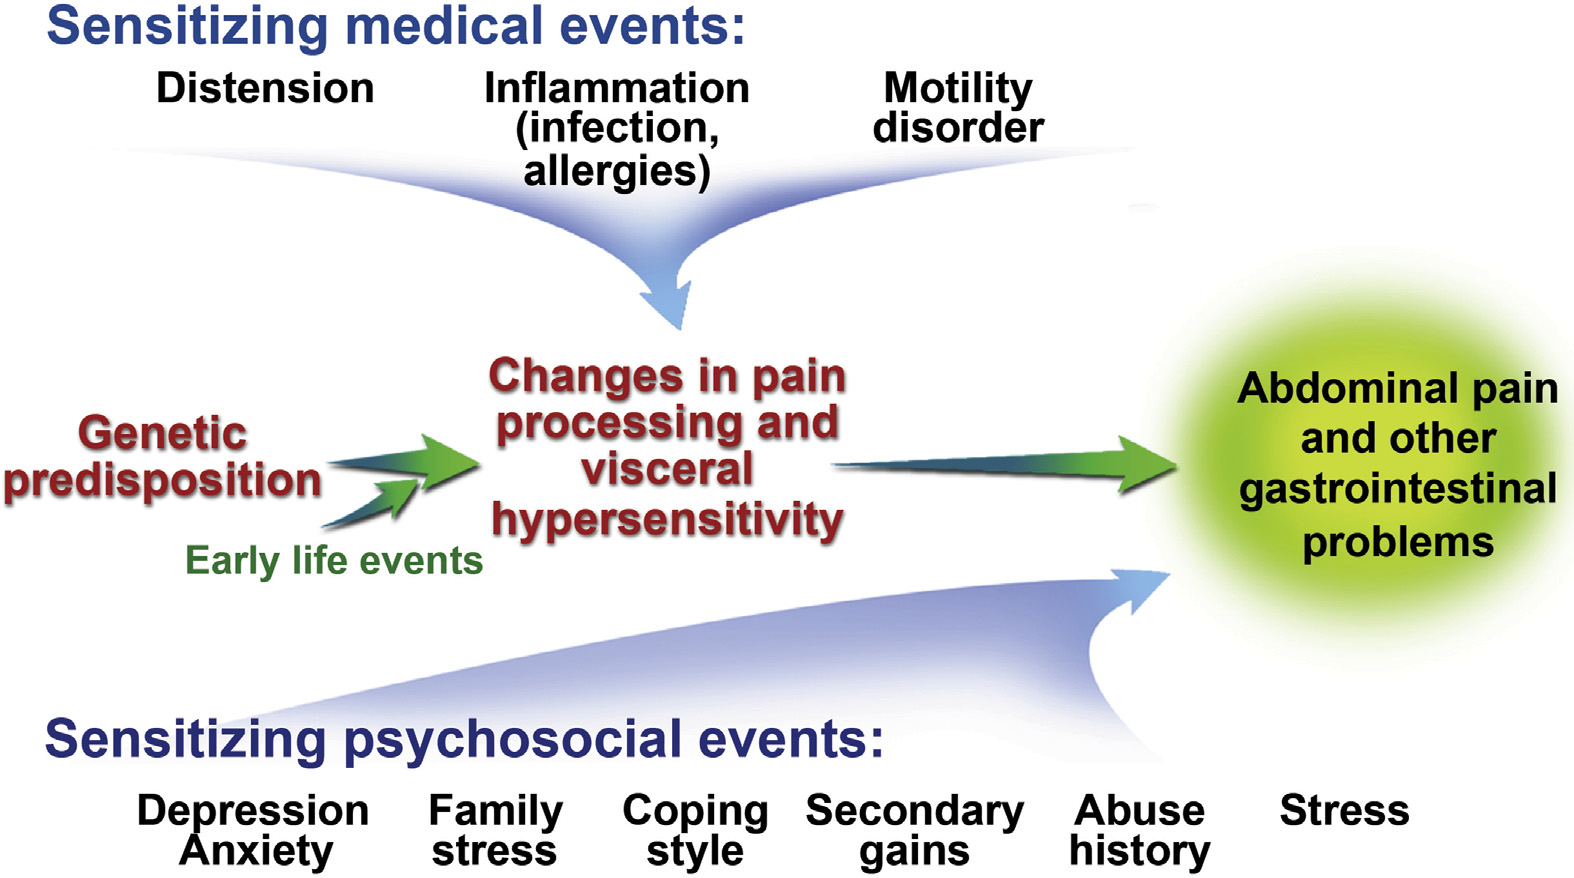 Sensitizing medical events:
Distension
Inflammation
(infection,
allergies)
Motility
disorder
Genetic
predisposition
Early life events
Changes in pain
processing and
visceral
hypersensitivity
Abdominal pain
and other
gastrointestinal
problems
Sensitizing psychosocial events:
Depression
Anxiety
Family
stress
Coping
style
Secondary
gains
Abuse
history
Stress